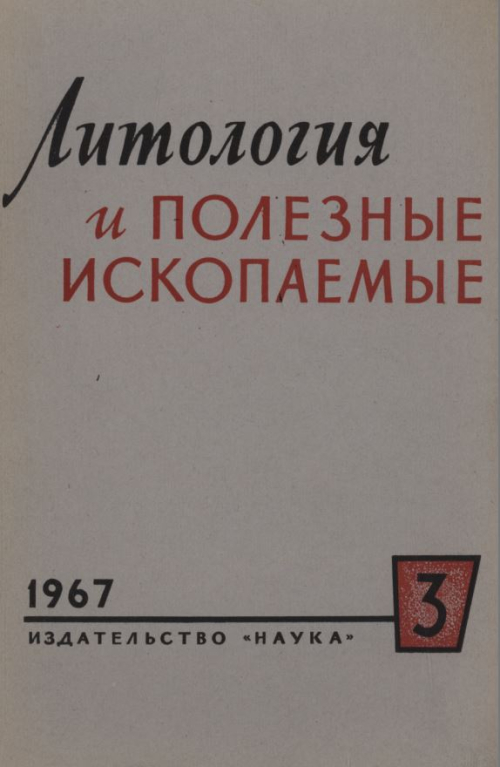 Литология
и ПОЛЕЗНЫЕ
ИСКОПАЕМЫЕ
1967
3
ИЗДАТЕЛЬСТВО «НАУКА»